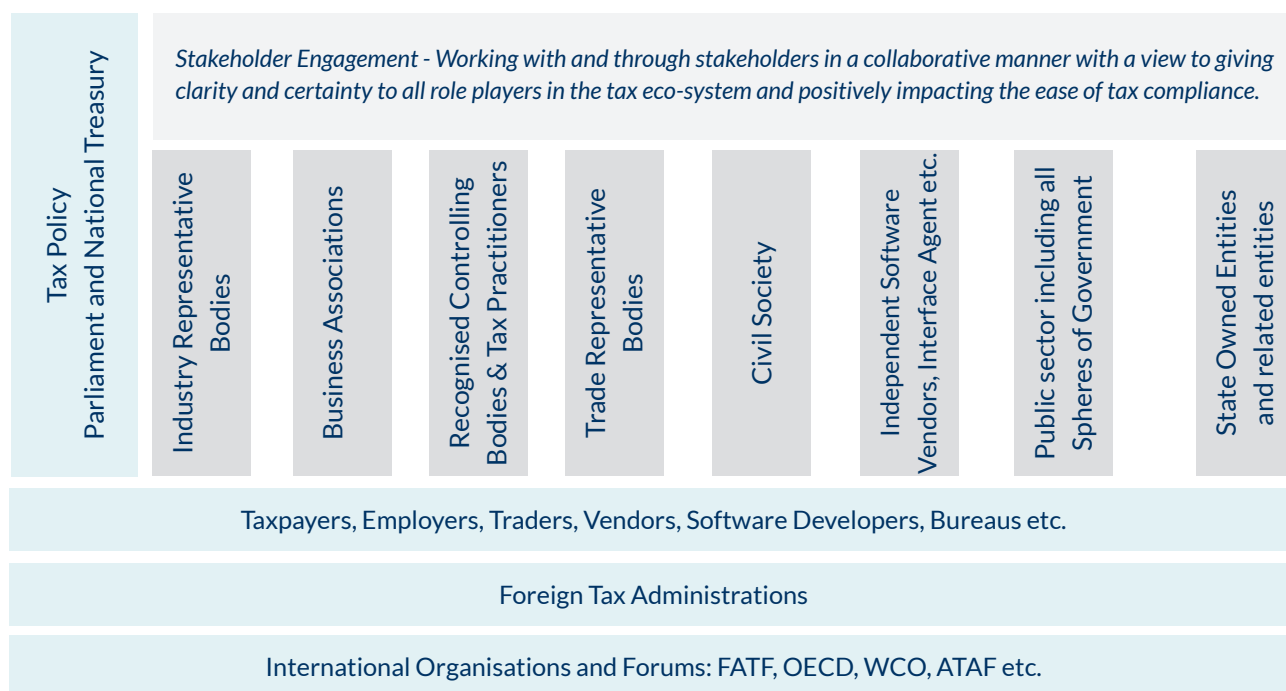 Tax Policy
Parliament and National Treasury
Stakeholder Engagement - Working with and through stakeholders in a collaborative manner with a view to giving
clarity and certainty to all role players in the tax eco-system and positively impacting the ease of tax compliance.
Industry Representative
Bodies
Business Associations
Recognised Controlling
Bodies & Tax Practitioners
Trade Representative
Bodies
Civil Society
Independent Software
Vendors, Interface Agent etc.
Public sector including all
Spheres of Government
State Owned Entities
and related entities
Taxpayers, Employers, Traders, Vendors, Software Developers, Bureaus etc.
Foreign Tax Administrations
International Organisations and Forums: FATF, OECD, WCO, ATAF etc.